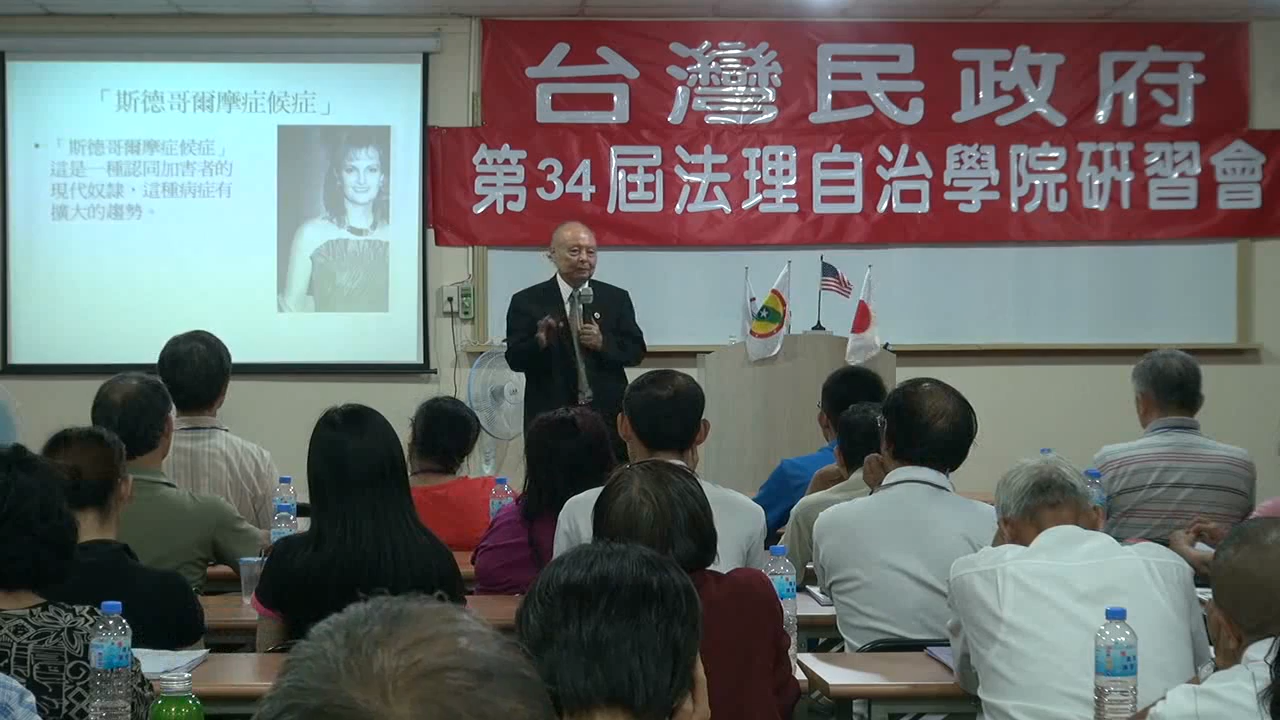 「斯德哥爾摩症候症」
• 「斯德哥爾摩症候症」
這是一種認同加害者的
現代奴隸，這種病症有
擴大的趨勢。
台灣民政府
第34屆法理自治學院研習會